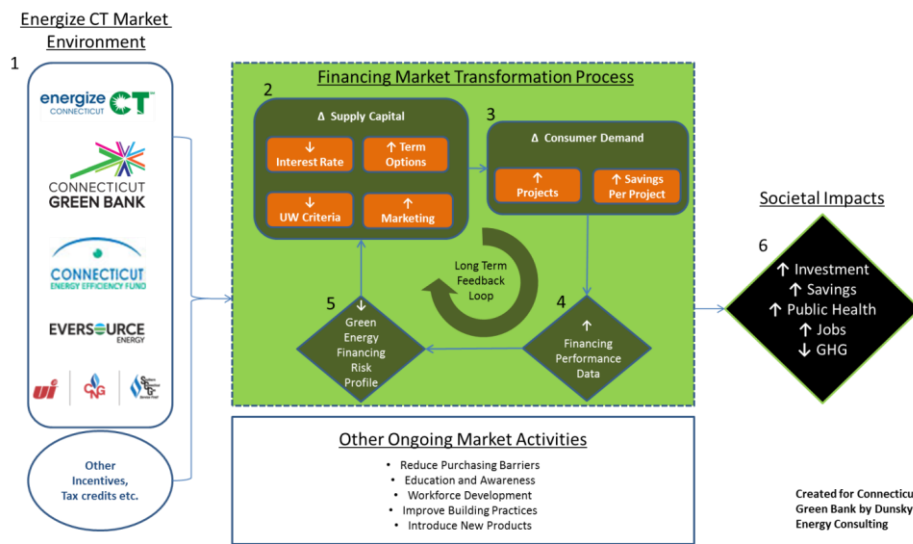 Energize CT Market
Environment
1
energize CT
CONNECTICUT
CONNECTICUT
GREEN BANK
CONNECTICUT
ENERGY EFFICIENCY FUND
EVERSOURCE
ENERGY
ui
CNG
Other
Incentives,
Tax credits etc.
Financing Market Transformation Process
2
Δ Supply Capital
↓
Interest Rate
↑ Term
Options
↓
UW Criteria
↑
Marketing
3
Δ Consumer Demand
↑
Projects
↑ Savings
Per Project
Long Term
Feedback
Loop
4
↑
Financing
Performance
Data
5
↓
Green
Energy
Financing
Risk
Profile
Other Ongoing Market Activities
• Reduce Purchasing Barriers
• Education and Awareness
• Workforce Development
• Improve Building Practices
• Introduce New Products
Societal Impacts
6
↑ Investment
↑ Savings
↑ Public Health
↑ Jobs
↓ GHG
Created for Connecticu
Green Bank by Dunsky
Energy Consulting